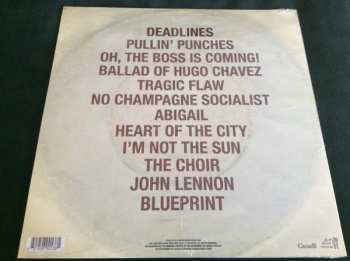 DEADLINES
PULLIN' PUNCHES
OH, THE BOSS IS COMING!
BALLAD OF HUGO CHAVEZ
TRAGIC FLAW
NO CHAMPAGNE SOCIALIST
ABIGAIL
HEART OF THE CITY
I'M NOT THE SUN
THE CHOIR
JOHN LENNON
BLUEPRINT
Canada